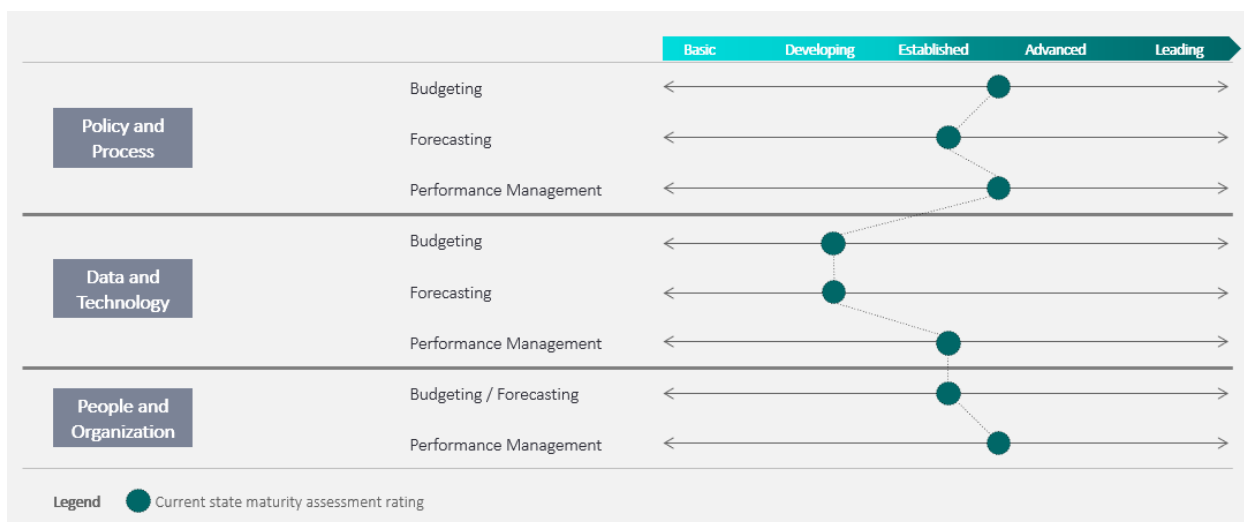 Basic Developing Established Advanced Leading
Policy and
Process
Budgeting
Forecasting
Performance Management
Data and
Technology
Budgeting
Forecasting
Performance Management
People and
Organization
Budgeting / Forecasting
Performance Management
Legend Current state maturity assessment rating